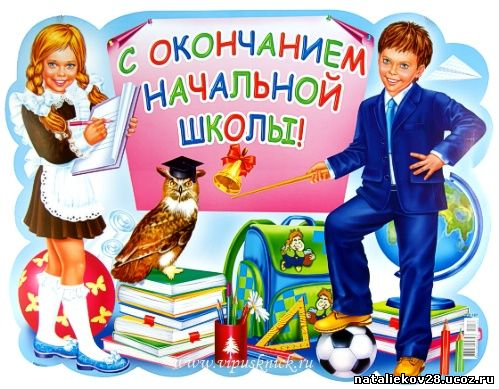 С ОКОНЧАНИЕМ
НАЧАЛЬНОЙ
ШКОЛЫ!
www.vipusknick.ru
nataliekov28.ucoz.ru